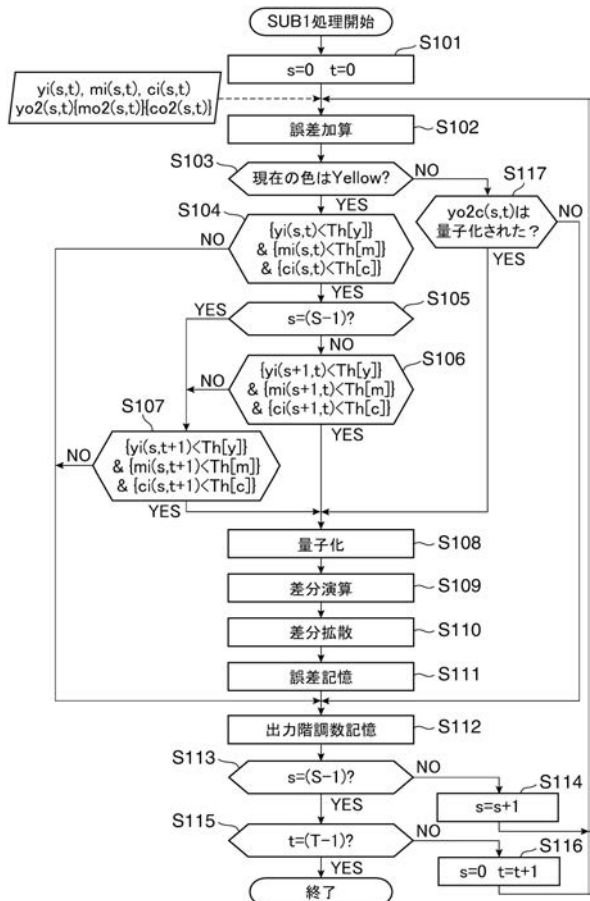 SUB1処理開始
S101
s=0 t=0
yi(s,t), mi(s,t), ci(s,t)
yo2(s,t){mo2(s,t)}{co2(s,t)}
誤差加算
S102
S103
現在の色はYellow?
NO
YES
S117
yo2c(s,t)は
量子化された?
NO
YES
S104
{yi(s,t)<Th[y]}
& {mi(s,t)<Th[m]}
& {ci(s,t)<Th[c]}
NO
YES
S105
s=(S-1)?
YES
NO
S106
{yi(s+1,t)<Th[y]}
& {mi(s+1,t)<Th[m]}
& {ci(s+1,t)<Th[c]}
NO
YES
S107
{yi(s,t+1)<Th[y]}
& {mi(s,t+1)<Th[m]}
& {ci(s,t+1)<Th[c]}
NO
YES
量子化
S108
差分演算
S109
差分拡散
S110
誤差記憶
S111
出力階調数記憶
S112
S113
s=(S-1)?
NO
YES
S114
s=s+1
S115
t=(T-1)?
NO
YES
S116
s=0 t=t+1
終了